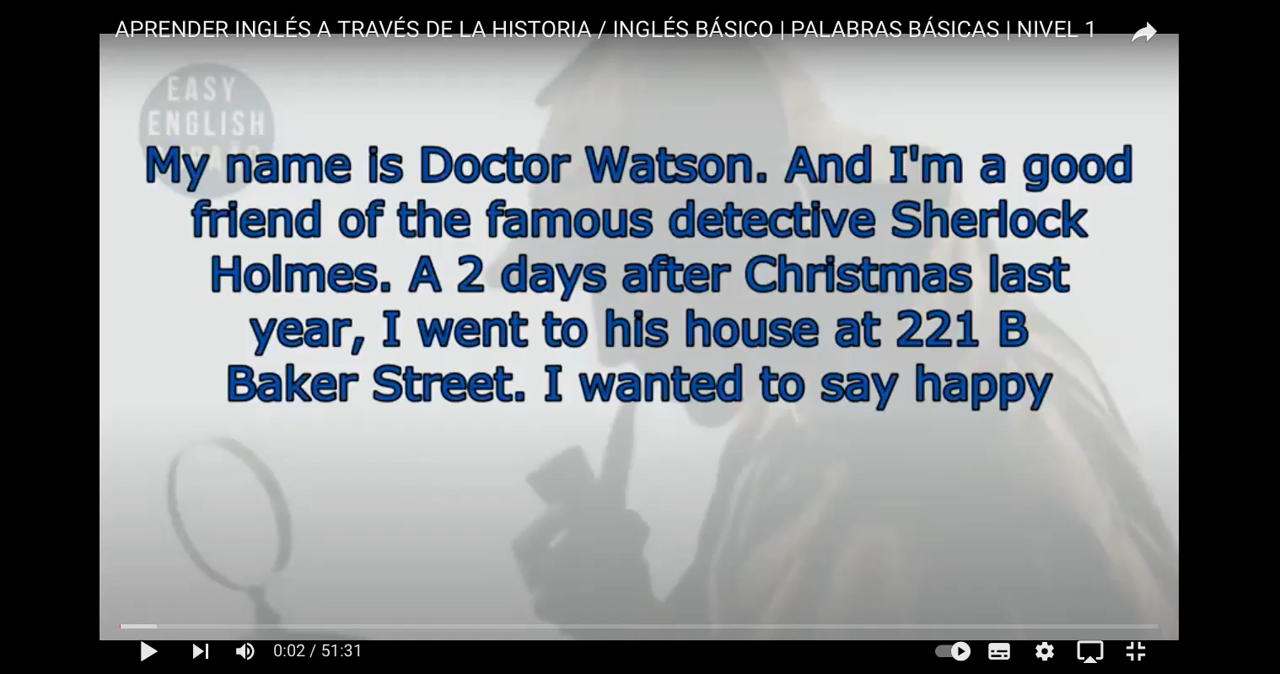 APRENDER INGLÉS A TRAVÉS DE LA HISTORIA / INGLÉS BÁSICO | PALABRAS BÁSICAS | NIVEL 1
EASY
ENGLISH
My name is Doctor Watson. And I'm a good
friend of the famous detective Sherlock
Holmes. A 2 days after Christmas last
year, I went to his house at 221 B
Baker Street. I wanted to say happy
0:02 / 51:31